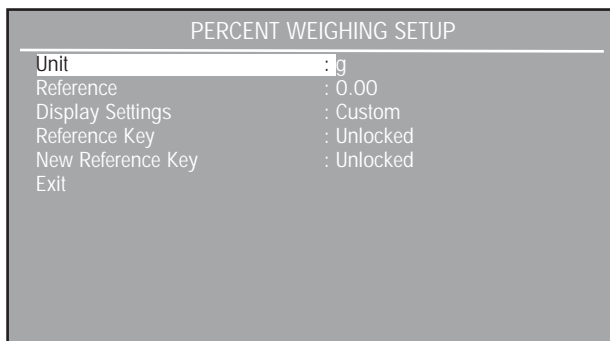 PERCENT WEIGHING SETUP
Unit : g
Reference : 0.00
Display Settings : Custom
Reference Key : Unlocked
New Reference Key : Unlocked
Exit